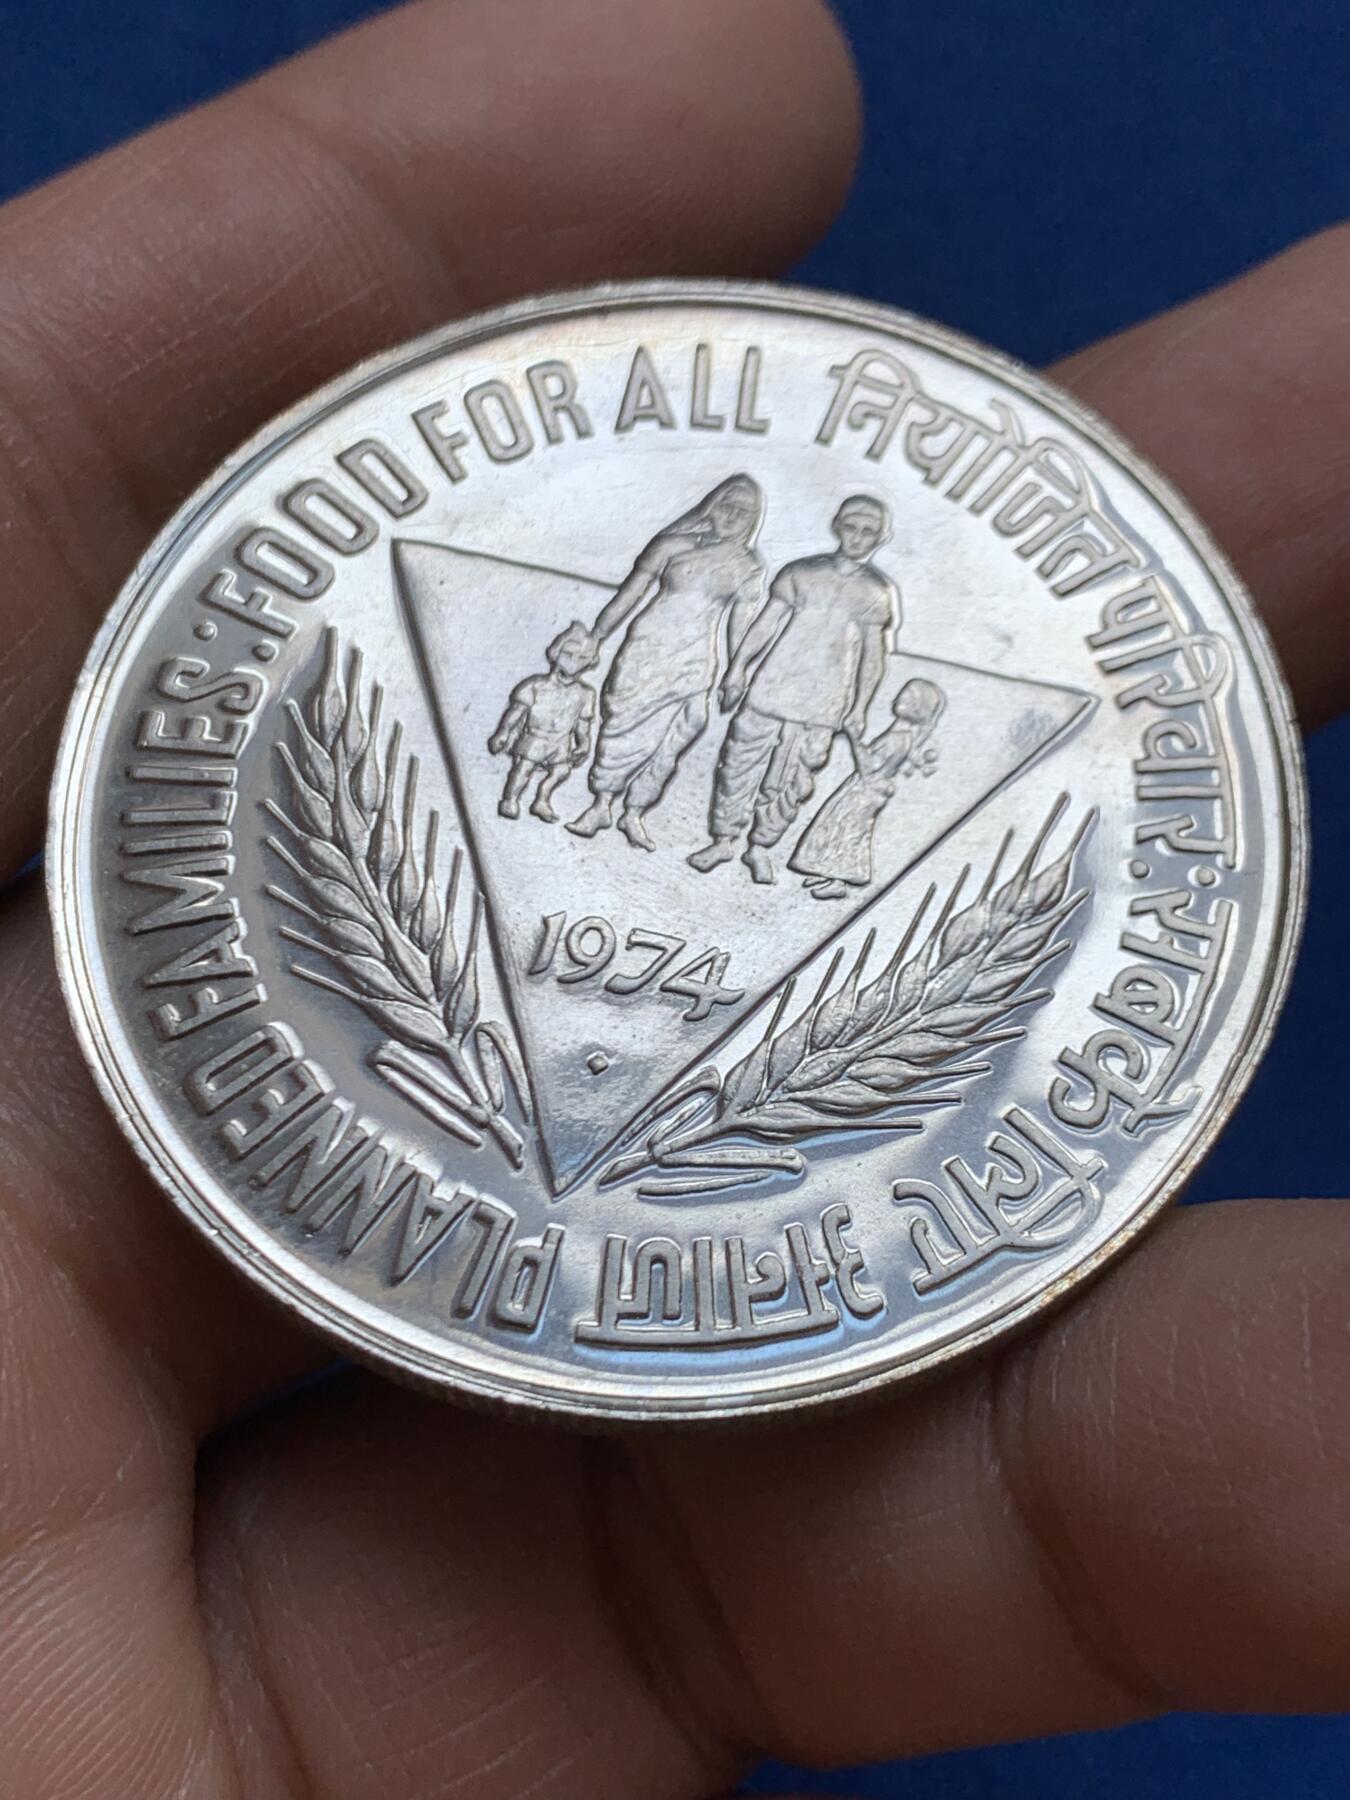 PLANNED FAMILIES: FOOD FOR ALL
नियोजित परिवार: सबके लिए अनाज
1974